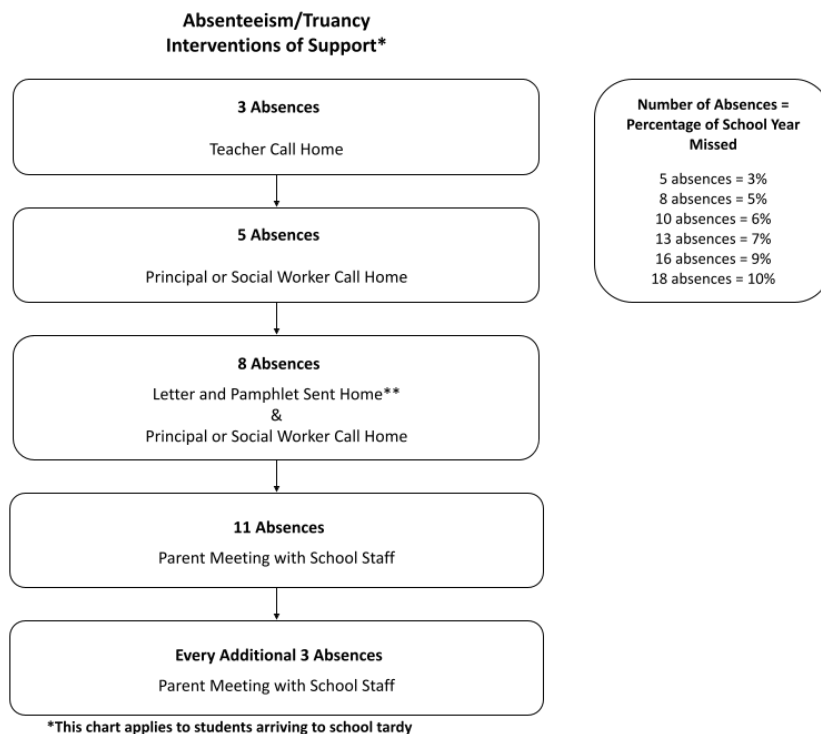 Absenteeism/Truancy
Interventions of Support*
3 Absences
Teacher Call Home
5 Absences
Principal or Social Worker Call Home
8 Absences
Letter and Pamphlet Sent Home**
&
Principal or Social Worker Call Home
11 Absences
Parent Meeting with School Staff
Every Additional 3 Absences
Parent Meeting with School Staff
*This chart applies to students arriving to school tardy
Number of Absences =
Percentage of School Year
Missed
5 absences = 3%
8 absences = 5%
10 absences = 6%
13 absences = 7%
16 absences = 9%
18 absences = 10%